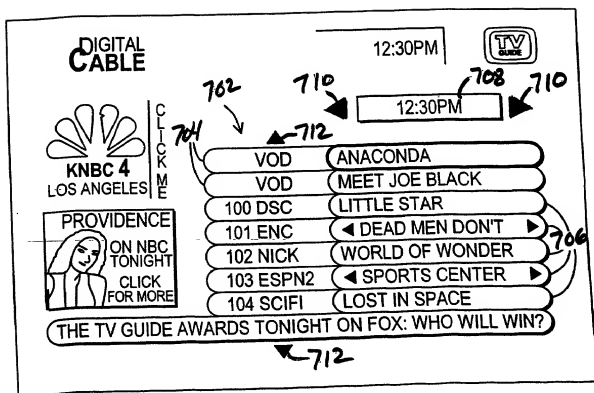 DIGITAL CABLE
12:30PM
TV GUIDE
702
710
708
710
12:30PM
CLICK ME
704
712
KNBC 4
LOS ANGELES
VOD ANACONDA
VOD MEET JOE BLACK
100 DSC LITTLE STAR
101 ENC DEAD MEN DON'T
102 NICK WORLD OF WONDER
706
103 ESPN2 SPORTS CENTER
104 SCIFI LOST IN SPACE
PROVIDENCE
ON NBC
TONIGHT
CLICK
FOR MORE
THE TV GUIDE AWARDS TONIGHT ON FOX: WHO WILL WIN?
712